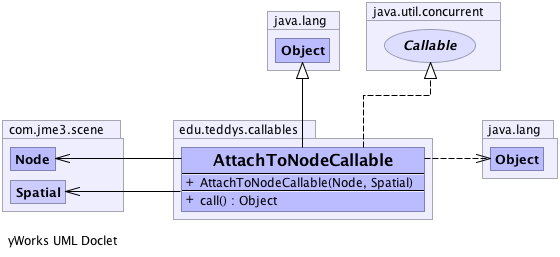 java.lang
Object
java.util.concurrent
Callable
com.jme3.scene
Node
Spatial
edu.teddys.callables
AttachToNodeCallable
+ AttachToNodeCallable(Node, Spatial)
+ call() : Object
java.lang
Object
yWorks UML Doclet